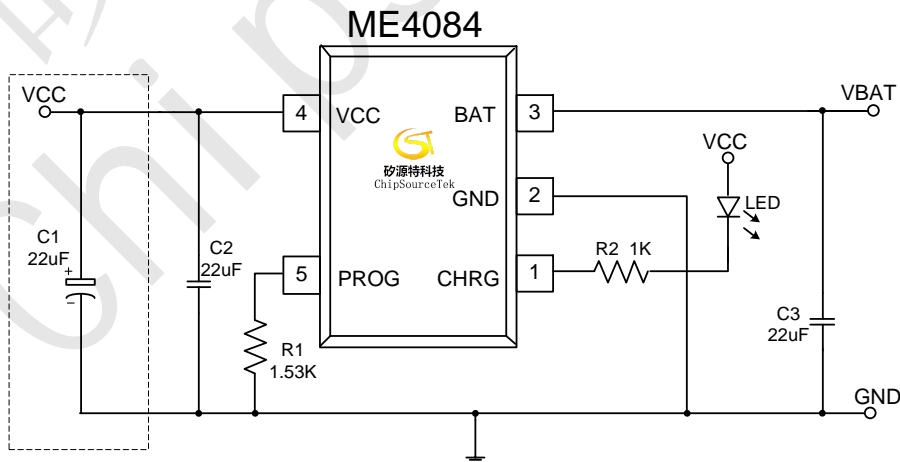 ME4084
VCC
C1
22uF
+
-
C2
22uF
4
VCC
5
PROG
R1
1.53K
矽源特科技
ChipSourceTek
BAT
3
GND
2
CHRG
1
R2 1K
VCC
LED
VBAT
C3
22uF
GND